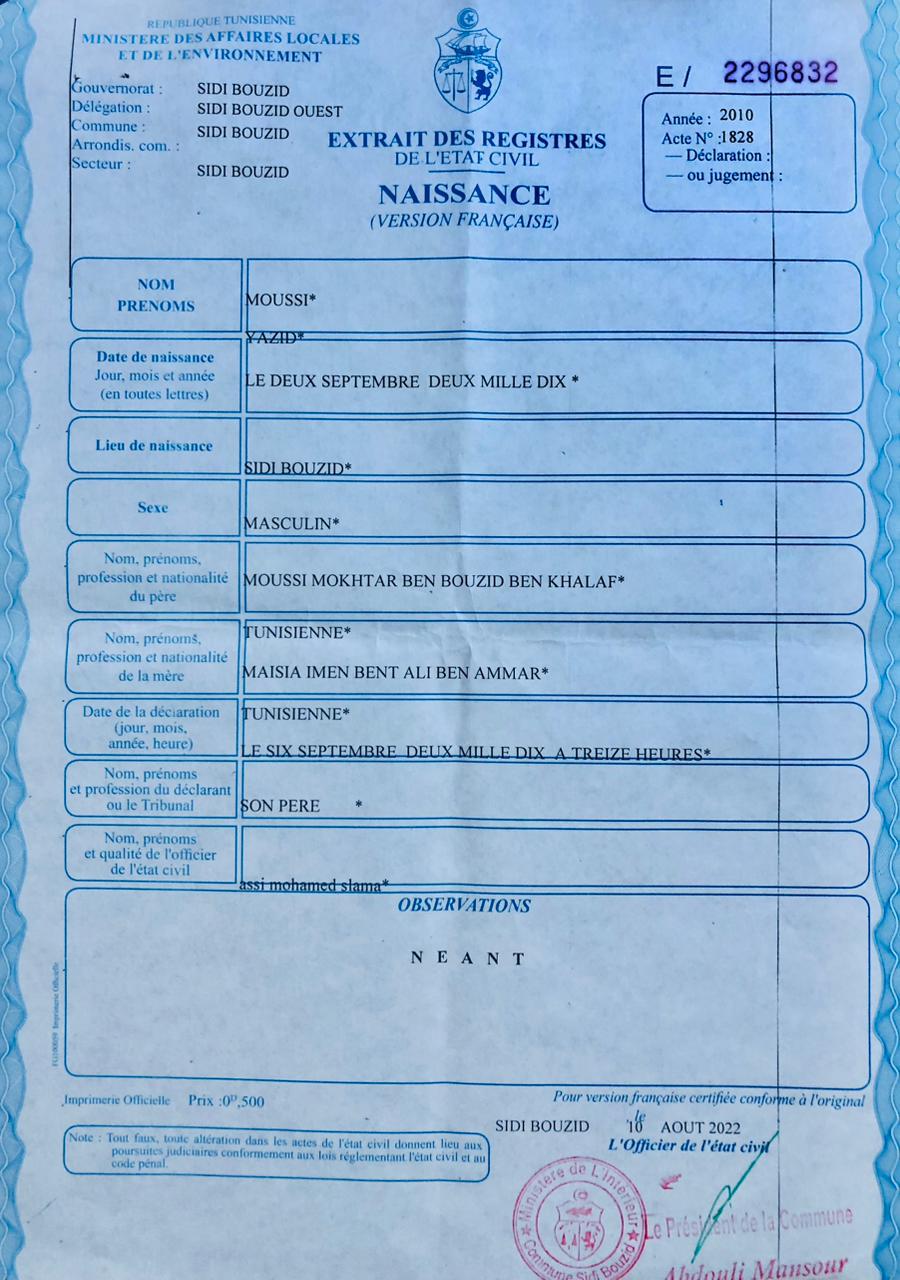 REPUBLIQUE TUNISIENNE
MINISTERE DES AFFAIRES LOCALES
ET DE L'ENVIRONNEMENT
Gouvernorat : SIDI BOUZID
Délégation : SIDI BOUZID OUEST
Commune : SIDI BOUZID
Arrondis. com. :
Secteur : SIDI BOUZID
EXTRAIT DES REGISTRES
DE L'ETAT CIVIL
NAISSANCE
(VERSION FRANÇAISE)
E / 2296832
Année : 2010
Acte N° :1828
— Déclaration :
— ou jugement :
NOM
PRENOMS
MOUSSI*
YAZID*
Date de naissance
Jour, mois et année
(en toutes lettres)
LE DEUX SEPTEMBRE DEUX MILLE DIX *
Lieu de naissance
SIDI BOUZID*
Sexe
MASCULIN*
Nom, prénoms,
profession et nationalité
du père
MOUSSI MOKHTAR BEN BOUZID BEN KHALAF*
TUNISIENNE*
Nom, prénoms,
profession et nationalité
de la mère
MAISIA IMEN BENT ALI BEN AMMAR*
TUNISIENNE*
Date de la déclaration
(jour, mois,
année, heure)
LE SIX SEPTEMBRE DEUX MILLE DIX A TREIZE HEURES*
Nom, prénoms
et profession du déclarant
ou le Tribunal
SON PERE *
Nom, prénoms
et qualité de l'officier
de l'état civil
assi mohamed slama*
OBSERVATIONS
N E A N T
Imprimerie Officielle Prix :0ᴰ,500
Pour version française certifiée conforme à l'original
le
SIDI BOUZID 10 AOUT 2022
L'Officier de l'état civil
Note : Tout faux, toute altération dans les actes de l'état civil donnent lieu aux
poursuites judiciaires conformement aux lois réglementant l'état civil et au
code pénal.
Ministère de L'Intérieur
Commune Sidi Bouzid
Le Président de la Commune
Abdouli Mansour